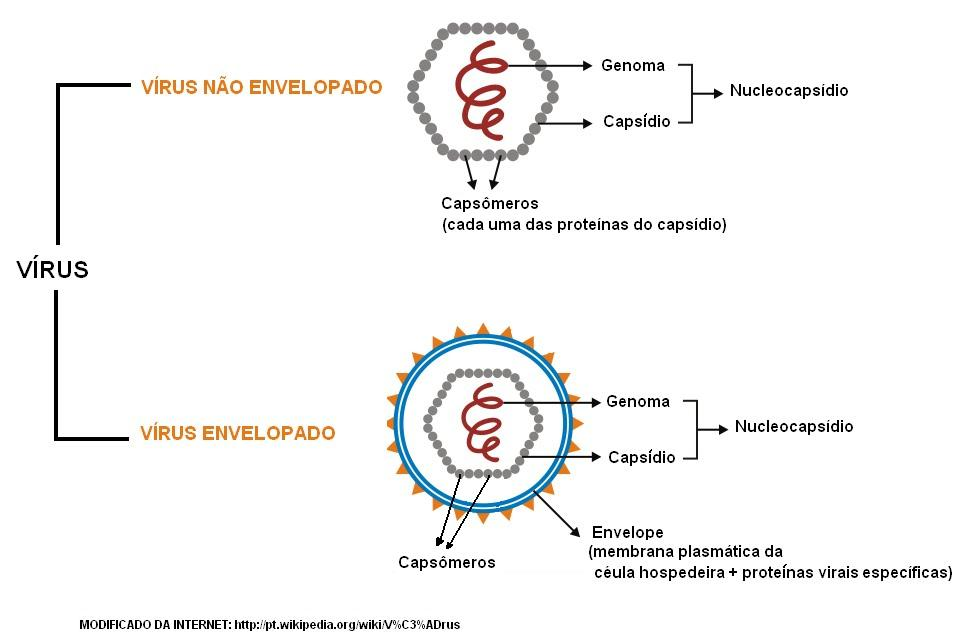 VÍRUS NÃO ENVELOPADO
Genoma
Nucleocapsídio
Capsídio
Capsômeros
(cada uma das proteínas do capsídio)
VÍRUS
VÍRUS ENVELOPADO
Genoma
Nucleocapsídio
Capsídio
Envelope
(membrana plasmática da
céula hospedeira + proteínas virais específicas)
Capsômeros
MODIFICADO DA INTERNET: http://pt.wikipedia.org/wiki/V%C3%ADrus